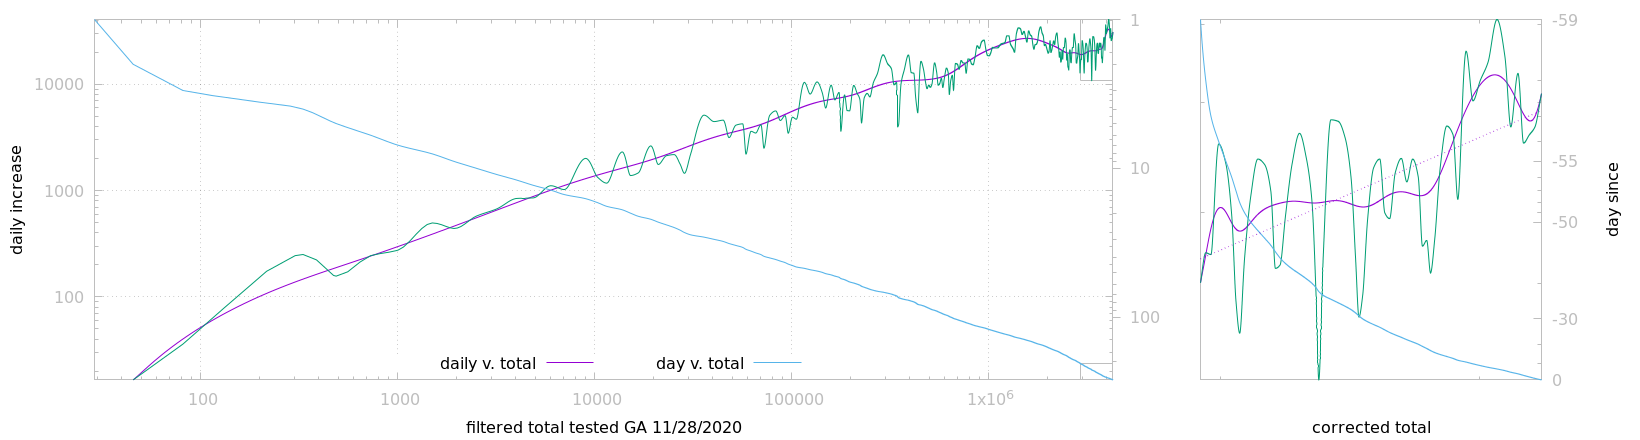 daily increase
10000
1000
100
100
1000
10000
100000
1x10^6
1
10
100
daily v. total
day v. total
filtered total tested GA 11/28/2020
-59
-55
-50
-30
0
day since
corrected total